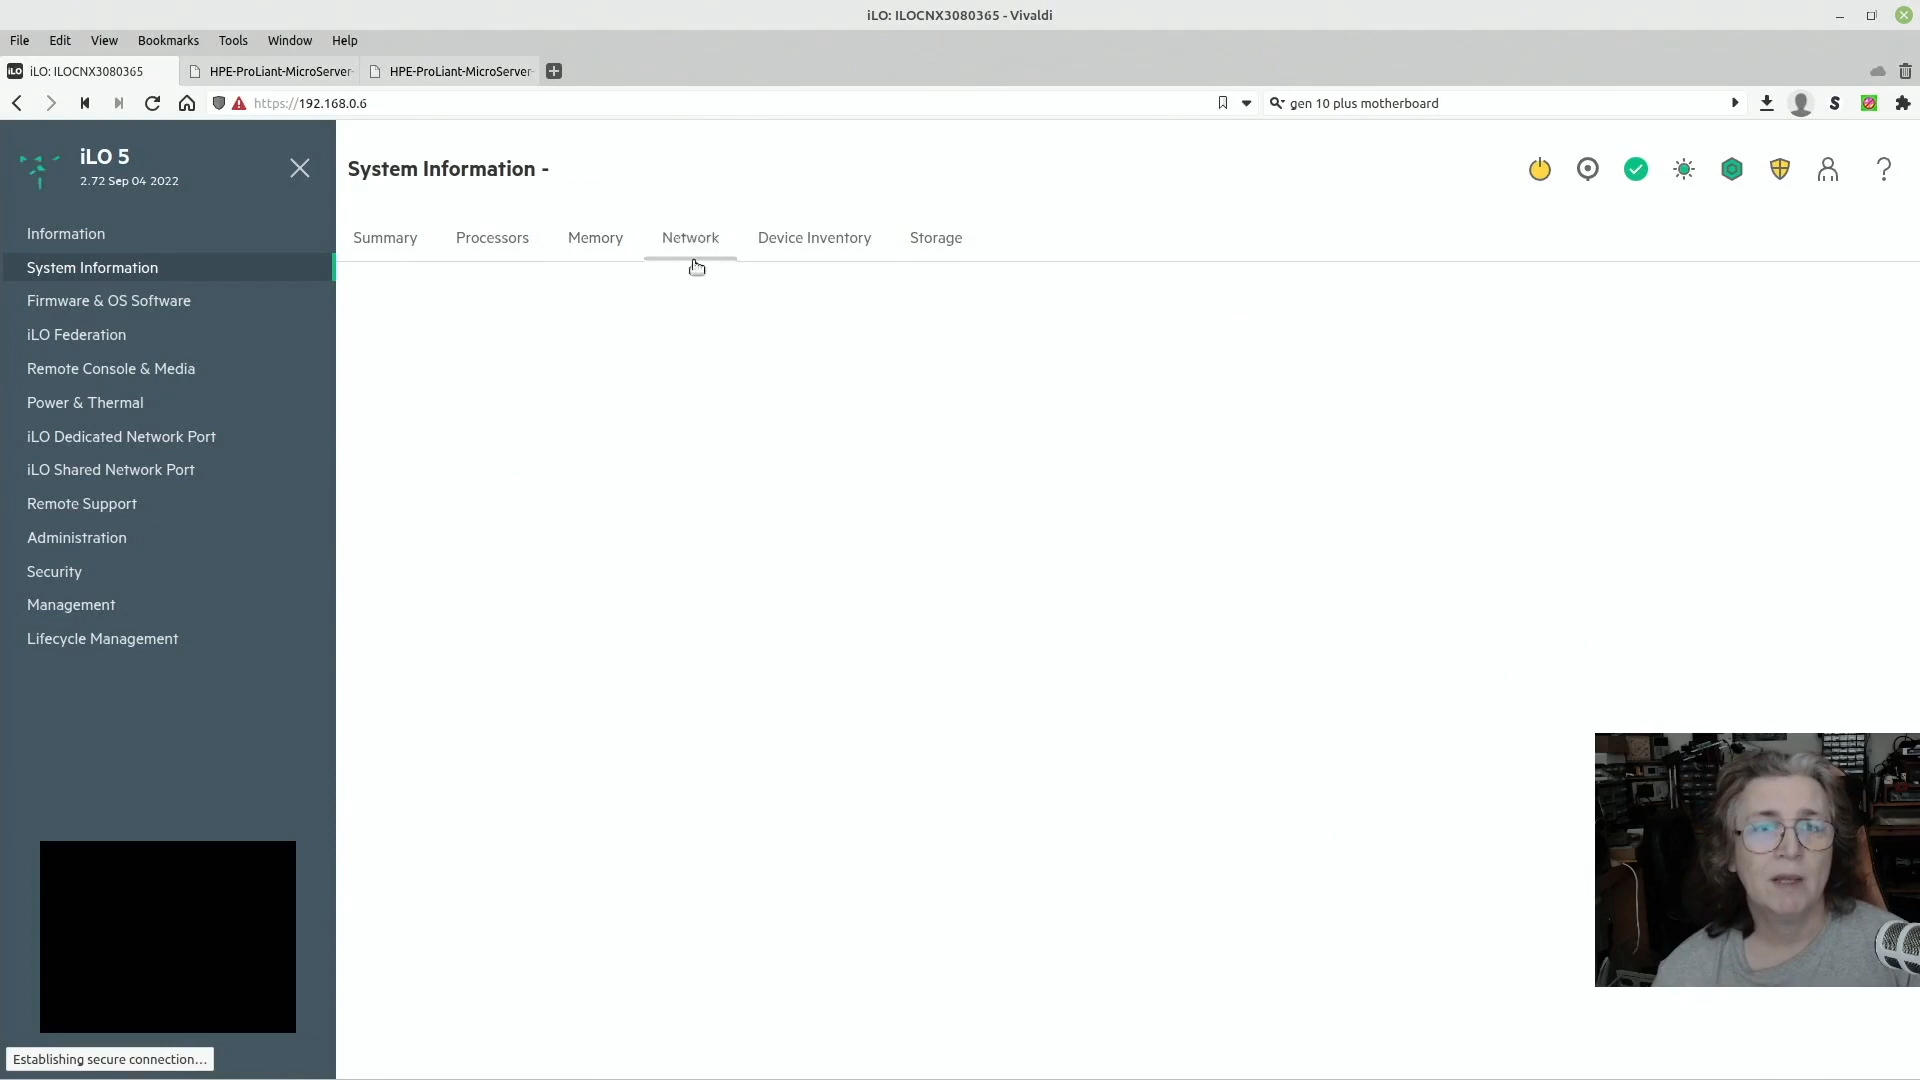 iLO: ILOCNX3080365 - Vivaldi
File Edit View Bookmarks Tools Window Help
iLO iLO: ILOCNX3080365 HPE-ProLiant-MicroServer- HPE-ProLiant-MicroServer-
https://192.168.0.6 gen 10 plus motherboard S
iLO 5
2.72 Sep 04 2022
System Information -
?
Summary Processors Memory Network Device Inventory Storage
Information
System Information
Firmware & OS Software
iLO Federation
Remote Console & Media
Power & Thermal
iLO Dedicated Network Port
iLO Shared Network Port
Remote Support
Administration
Security
Management
Lifecycle Management
Establishing secure connection...